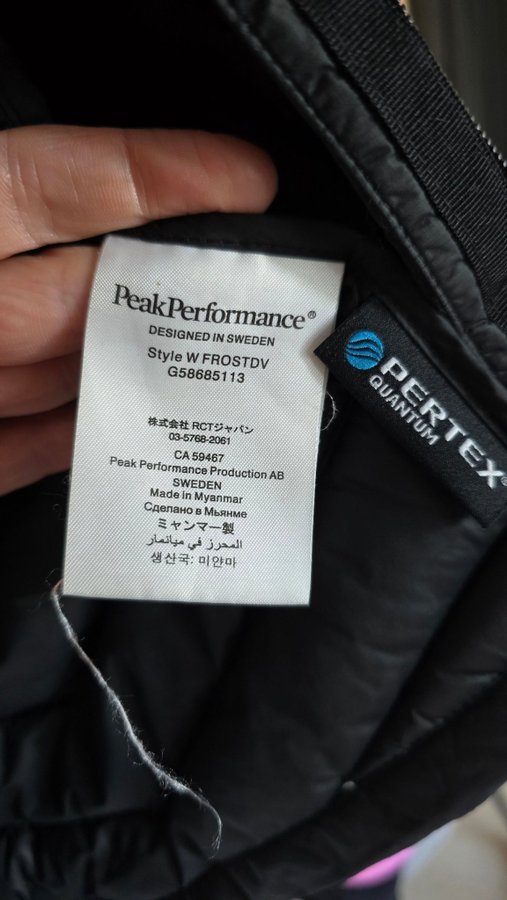 PeakPerformance®
DESIGNED IN SWEDEN
Style W FROSTDV
G58685113
株式会社 RCTジャパン
03-5768-2061
CA 59467
Peak Performance Production AB
SWEDEN
Made in Myanmar
Сделано в Мьянме
ミャンマー製
المحرز في ميانمار
생산국: 미얀마
PERTEX®
QUANTUM